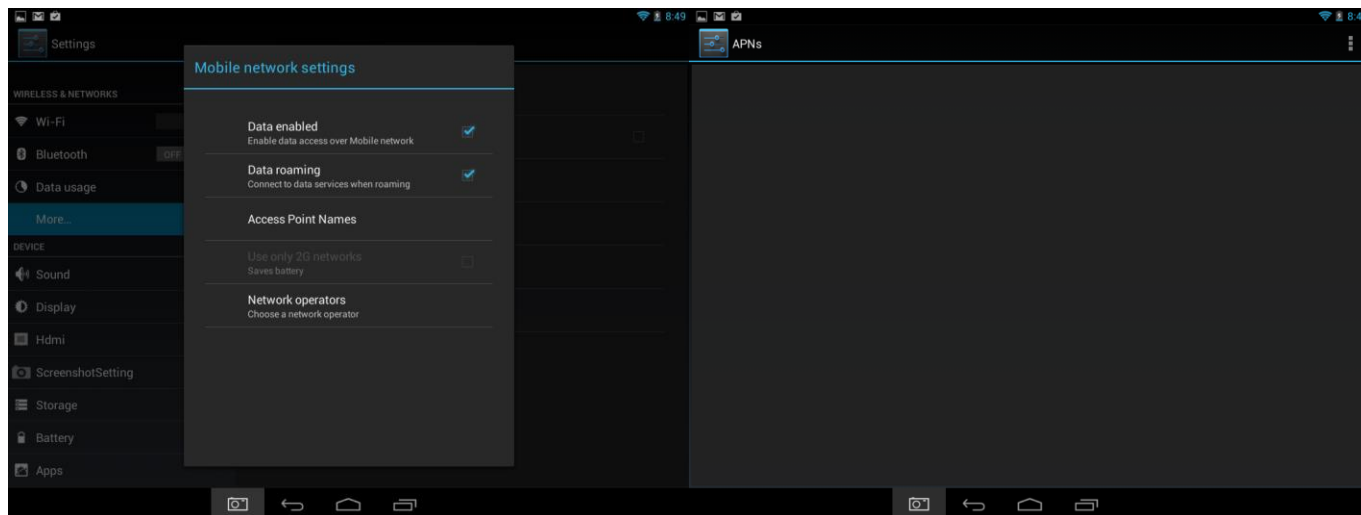 8:49
Settings
WIRELESS & NETWORKS
Wi-Fi
Bluetooth
OFF
Data usage
More...
DEVICE
Sound
Display
Hdmi
ScreenshotSetting
Storage
Battery
Apps
Mobile network settings
Data enabled
Enable data access over Mobile network
Data roaming
Connect to data services when roaming
Access Point Names
Use only 2G networks
Saves battery
Network operators
Choose a network operator
APNs